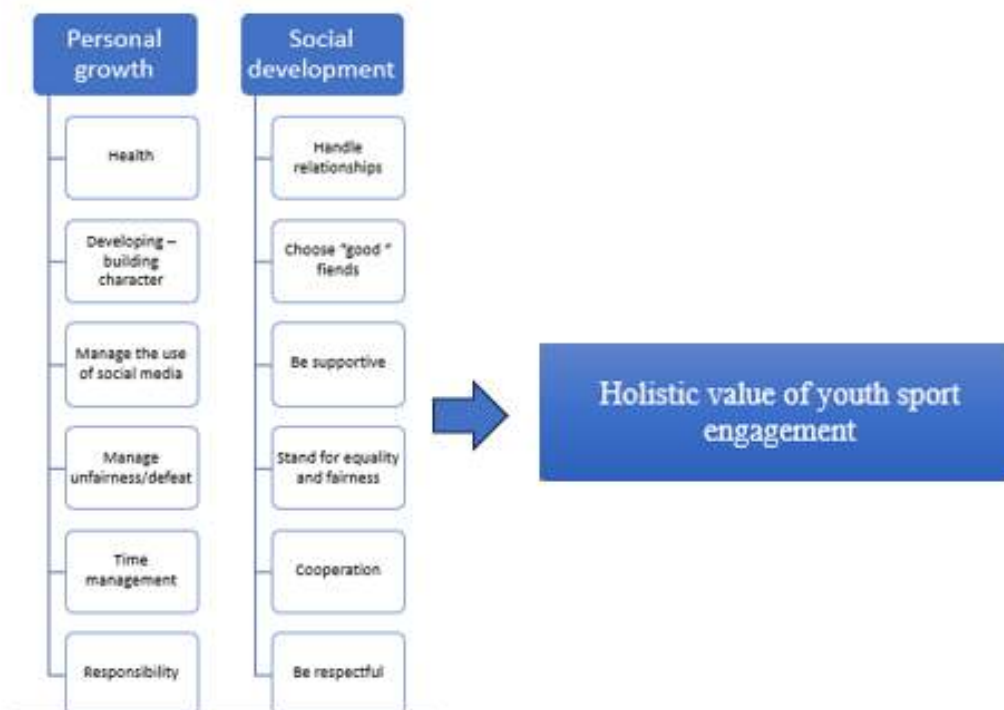 Personal
growth
Health
Developing –
building
character
Manage the use
of social media
Manage
unfairness/defeat
Time
management
Responsibility
Social
development
Handle
relationships
Choose "good "
fiends
Be supportive
Stand for equality
and fairness
Cooperation
Be respectful
Holistic value of youth sport
engagement